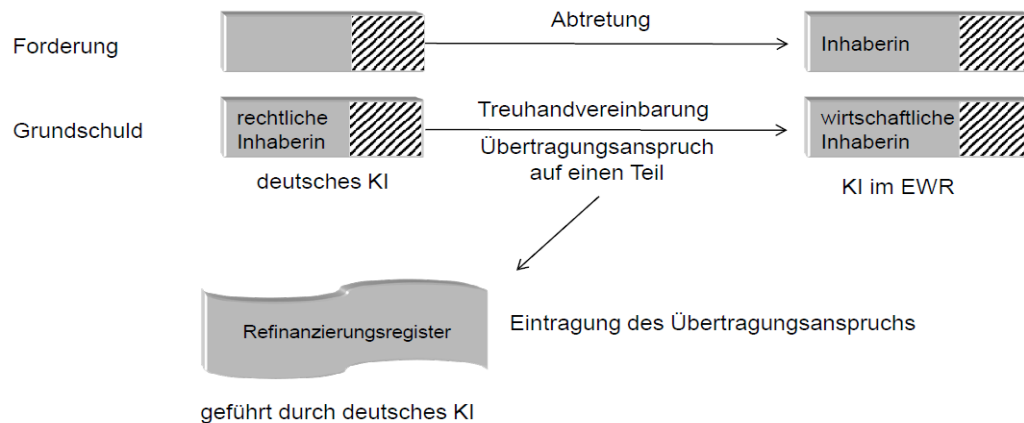 Abtretung
Forderung
Inhaberin
Grundschuld
rechtliche
Inhaberin
Treuhandvereinbarung
wirtschaftliche
Inhaberin
Übertragungsanspruch
auf einen Teil
deutsches KI
KI im EWR
Refinanzierungsregister
Eintragung des Übertragungsanspruchs
geführt durch deutsches KI